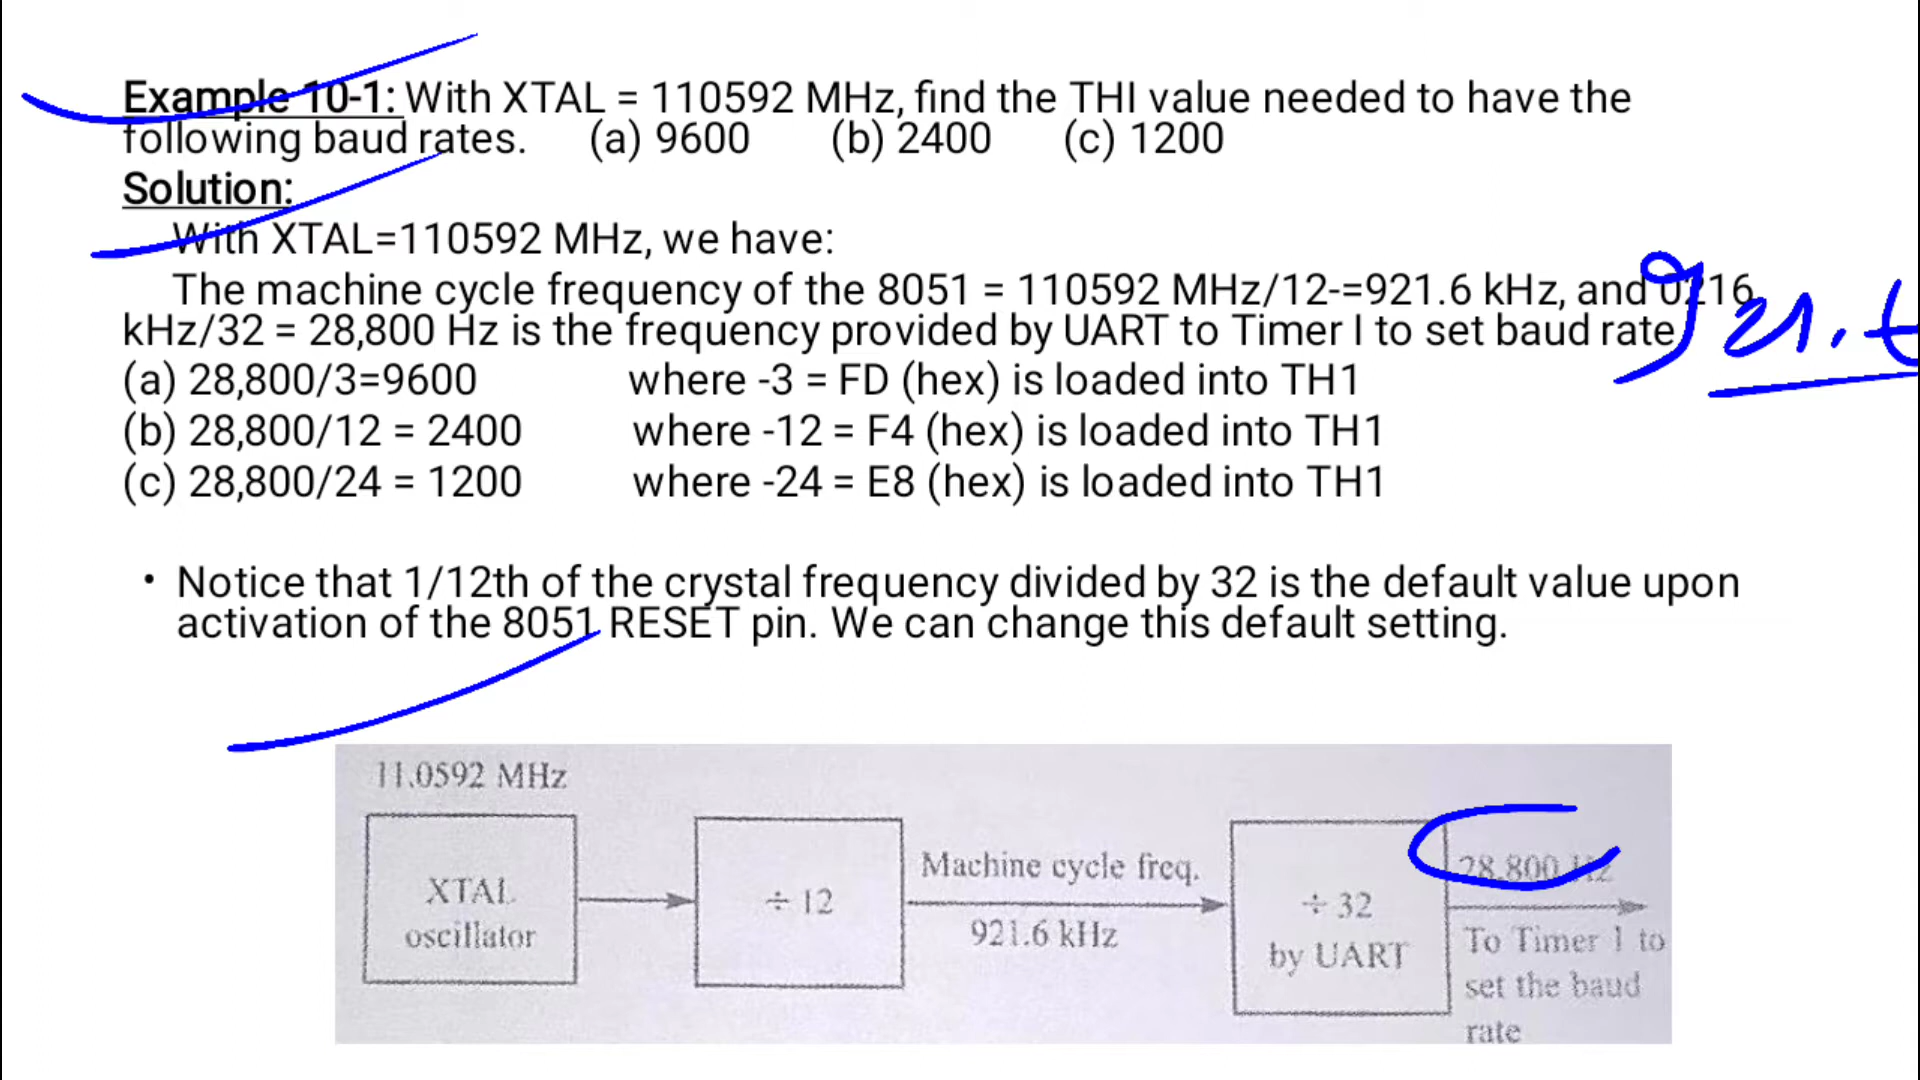 Example 10-1: With XTAL = 110592 MHz, find the THI value needed to have the
following baud rates. (a) 9600 (b) 2400 (c) 1200
Solution:
With XTAL=110592 MHz, we have:
The machine cycle frequency of the 8051 = 110592 MHz/12-=921.6 kHz, and 0216
kHz/32 = 28,800 Hz is the frequency provided by UART to Timer I to set baud rate
921.6
(a) 28,800/3=9600 where -3 = FD (hex) is loaded into TH1
(b) 28,800/12 = 2400 where -12 = F4 (hex) is loaded into TH1
(c) 28,800/24 = 1200 where -24 = E8 (hex) is loaded into TH1
• Notice that 1/12th of the crystal frequency divided by 32 is the default value upon
activation of the 8051 RESET pin. We can change this default setting.
11.0592 MHz
XTAL
oscillator
÷ 12
Machine cycle freq.
921.6 kHz
÷ 32
by UART
28,800 Hz
To Timer 1 to
set the baud
rate